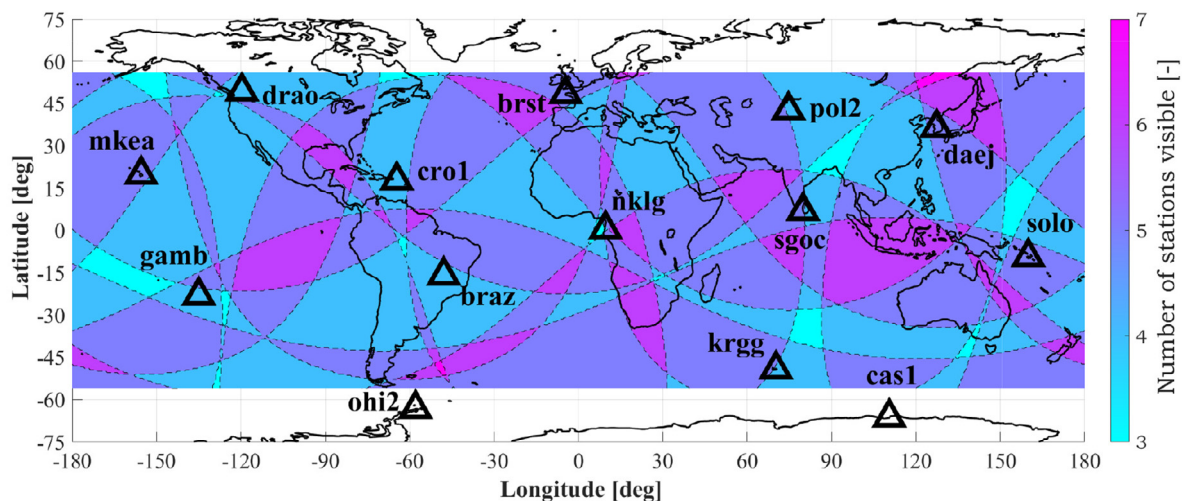 75
60
45
30
15
0
-15
-30
-45
-60
-75
Latitude [deg]
-180 -150 -120 -90 -60 -30 0 30 60 90 120 150 180
Longitude [deg]
drao
brst
pol2
daej
mkea
cro1
nklg
sgoc
solo
gamb
braz
krgg
cas1
ohi2
7
6
5
4
3
Number of stations visible [-]